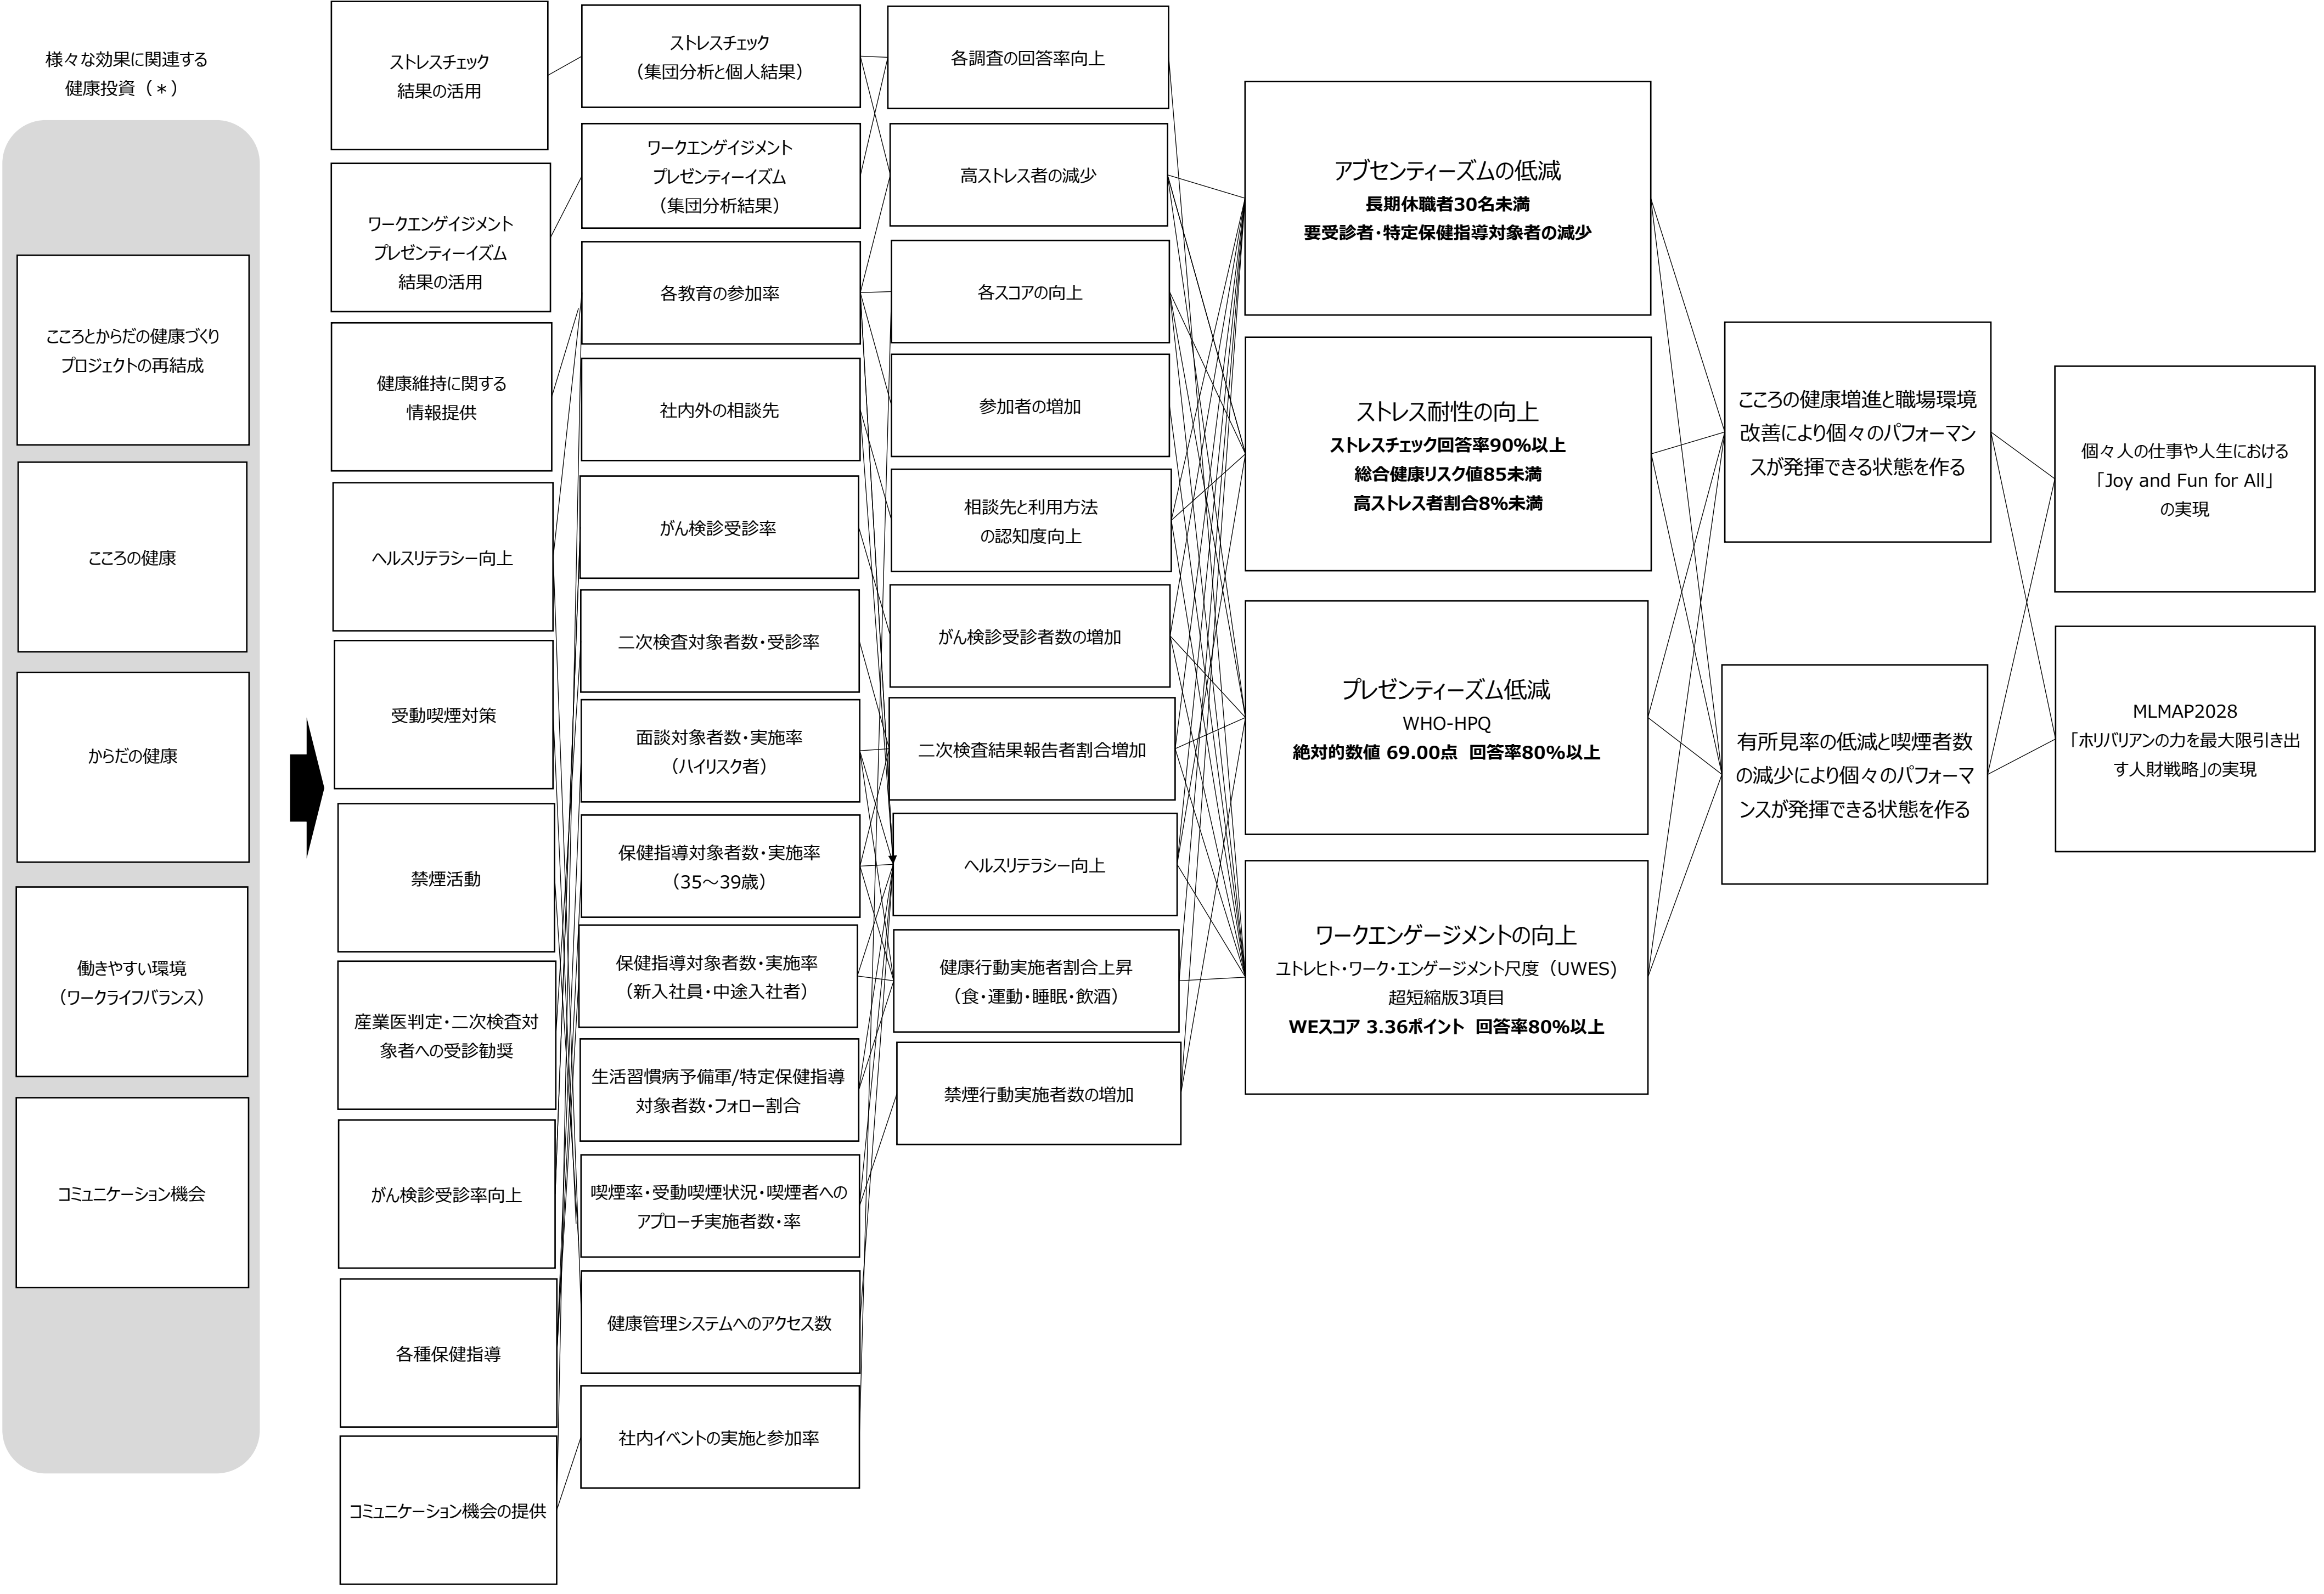 様々な効果に関連する
健康投資（＊）
こころとからだの健康づくり
プロジェクトの再結成
こころの健康
からだの健康
働きやすい環境
（ワークライフバランス）
コミュニケーション機会
ストレスチェック
結果の活用
ワークエンゲイジメント
プレゼンティーイズム
結果の活用
健康維持に関する
情報提供
ヘルスリテラシー向上
受動喫煙対策
禁煙活動
産業医判定・二次検査対
象者への受診勧奨
がん検診受診率向上
各種保健指導
コミュニケーション機会の提供
ストレスチェック
（集団分析と個人結果）
ワークエンゲイジメント
プレゼンティーイズム
（集団分析結果）
各教育の参加率
社内外の相談先
がん検診受診率
二次検査対象者数・受診率
面談対象者数・実施率
（ハイリスク者）
保健指導対象者数・実施率
（35～39歳）
保健指導対象者数・実施率
（新入社員・中途入社者）
生活習慣病予備軍/特定保健指導
対象者数・フォロー割合
喫煙率・受動喫煙状況・喫煙者への
アプローチ実施者数・率
健康管理システムへのアクセス数
社内イベントの実施と参加率
各調査の回答率向上
高ストレス者の減少
各スコアの向上
参加者の増加
相談先と利用方法
の認知度向上
がん検診受診者数の増加
二次検査結果報告者割合増加
ヘルスリテラシー向上
健康行動実施者割合上昇
（食・運動・睡眠・飲酒）
禁煙行動実施者数の増加
アブセンティーズムの低減
長期休職者30名未満
要受診者・特定保健指導対象者の減少
ストレス耐性の向上
ストレスチェック回答率90%以上
総合健康リスク値85未満
高ストレス者割合8%未満
プレゼンティーズム低減
WHO-HPQ
絶対的数値 69.00点 回答率80%以上
ワークエンゲージメントの向上
ユトレヒト・ワーク・エンゲージメント尺度（UWES)
超短縮版3項目
WEスコア 3.36ポイント 回答率80%以上
こころの健康増進と職場環境
改善により個々のパフォーマン
スが発揮できる状態を作る
有所見率の低減と喫煙者数
の減少により個々のパフォーマ
ンスが発揮できる状態を作る
個々人の仕事や人生における
「Joy and Fun for All」
の実現
MLMAP2028
「ホリバリアンの力を最大限引き出
す人財戦略」の実現